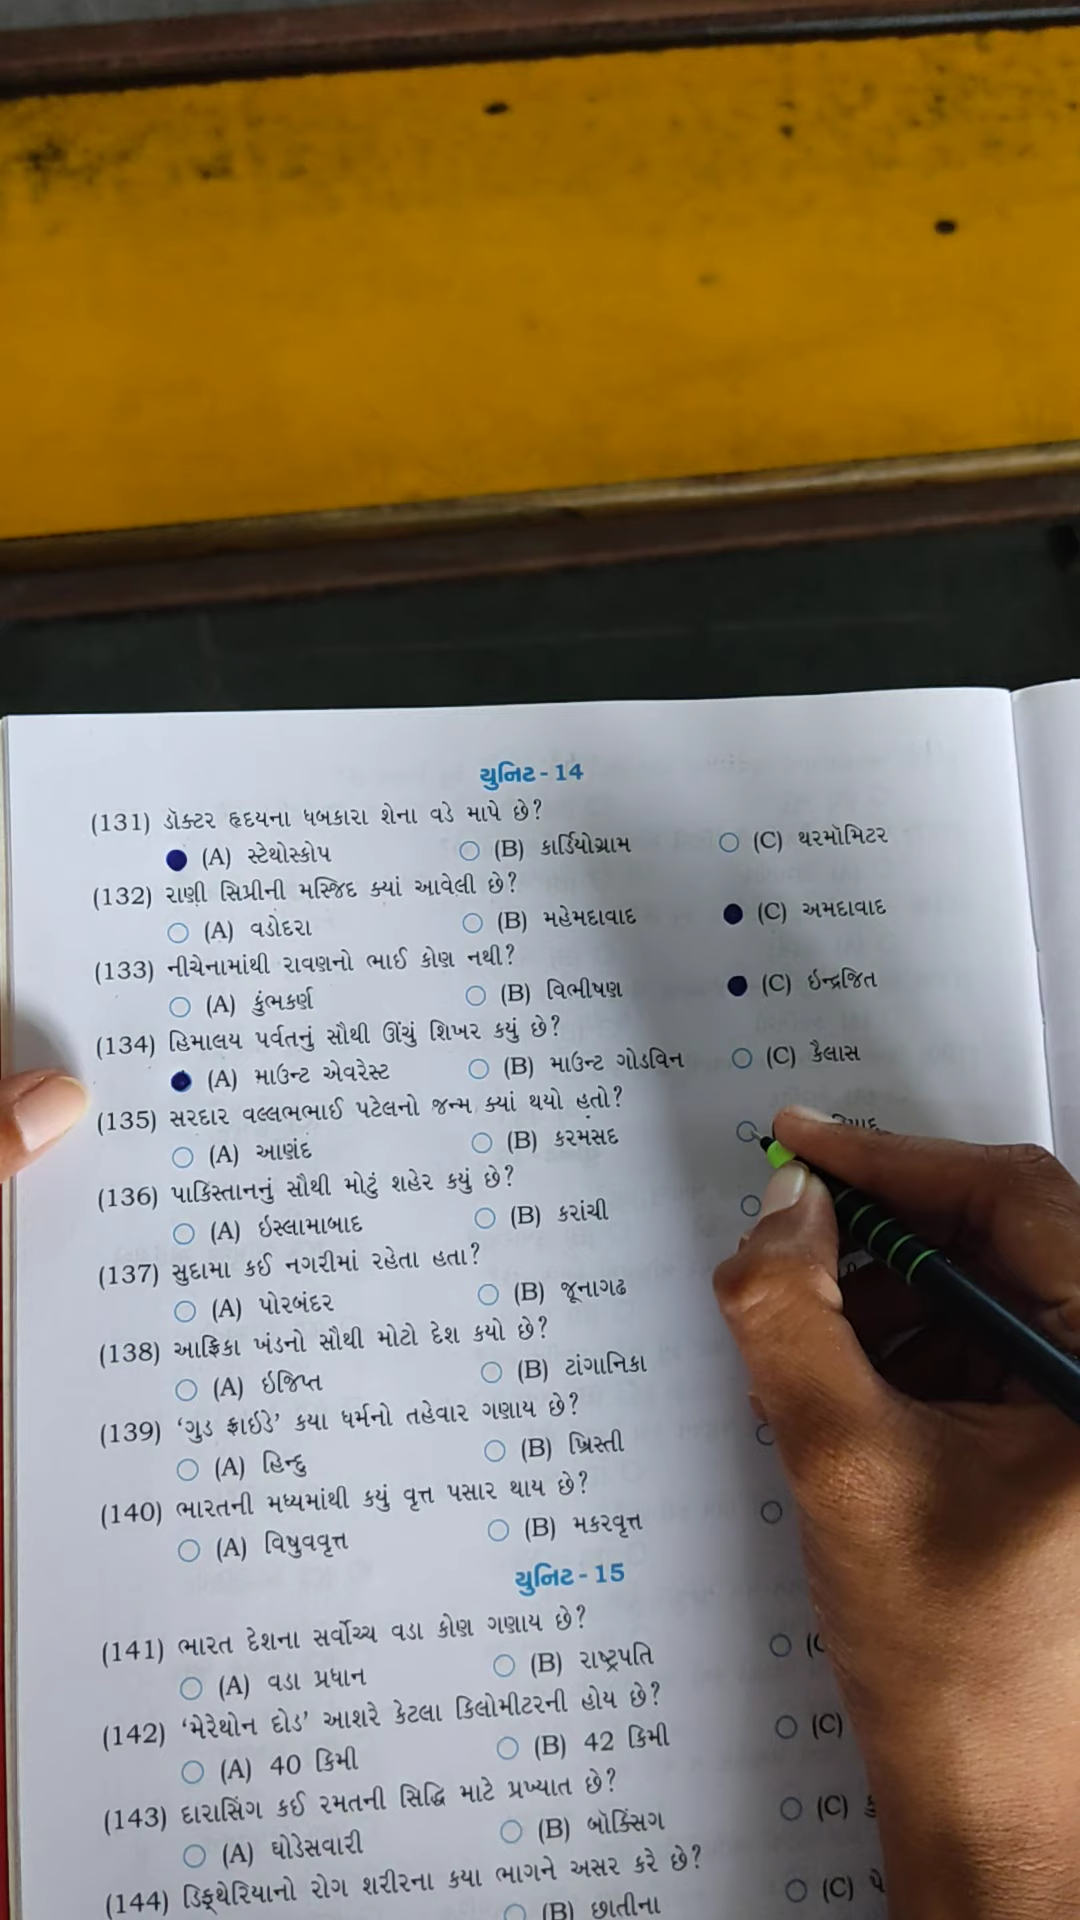 યુનિટ - 14
(131) ડૉક્ટર હૃદયના ધબકારા શેના વડે માપે છે?
(A) સ્ટેથોસ્કોપ (B) કાર્ડિયોગ્રામ (C) થરમૉમિટર
(132) રાણી સિપ્રીની મસ્જિદ ક્યાં આવેલી છે?
(A) વડોદરા (B) મહેમદાવાદ (C) અમદાવાદ
(133) નીચેનામાંથી રાવણનો ભાઈ કોણ નથી?
(A) કુંભકર્ણ (B) વિભીષણ (C) ઇન્દ્રજિત
(134) હિમાલય પર્વતનું સૌથી ઊંચું શિખર કયું છે?
(A) માઉન્ટ એવરેસ્ટ (B) માઉન્ટ ગોડવિન (C) કૈલાસ
(135) સરદાર વલ્લભભાઈ પટેલનો જન્મ ક્યાં થયો હતો?
(A) આણંદ (B) કરમસદ
(136) પાકિસ્તાનનું સૌથી મોટું શહેર કયું છે?
(A) ઇસ્લામાબાદ (B) કરાંચી
(137) સુદામા કઈ નગરીમાં રહેતા હતા?
(A) પોરબંદર (B) જૂનાગઢ
(138) આફ્રિકા ખંડનો સૌથી મોટો દેશ કયો છે?
(A) ઇજિપ્ત (B) ટાંગાનિકા
(139) ‘ગુડ ફ્રાઈડે’ કયા ધર્મનો તહેવાર ગણાય છે?
(A) હિન્દુ (B) ખ્રિસ્તી
(140) ભારતની મધ્યમાંથી કયું વૃત્ત પસાર થાય છે?
(A) વિષુવવૃત્ત (B) મકરવૃત્ત
યુનિટ - 15
(141) ભારત દેશના સર્વોચ્ચ વડા કોણ ગણાય છે?
(A) વડા પ્રધાન (B) રાષ્ટ્રપતિ
(142) ‘મેરેથોન દોડ’ આશરે કેટલા કિલોમીટરની હોય છે?
(A) 40 કિમી (B) 42 કિમી (C)
(143) દારાસિંગ કઈ રમતની સિદ્ધિ માટે પ્રખ્યાત છે?
(A) ઘોડેસવારી (B) બૉક્સિંગ (C)
(144) ડિફ્થેરિયાનો રોગ શરીરના કયા ભાગને અસર કરે છે?
(B) છાતીના (C)